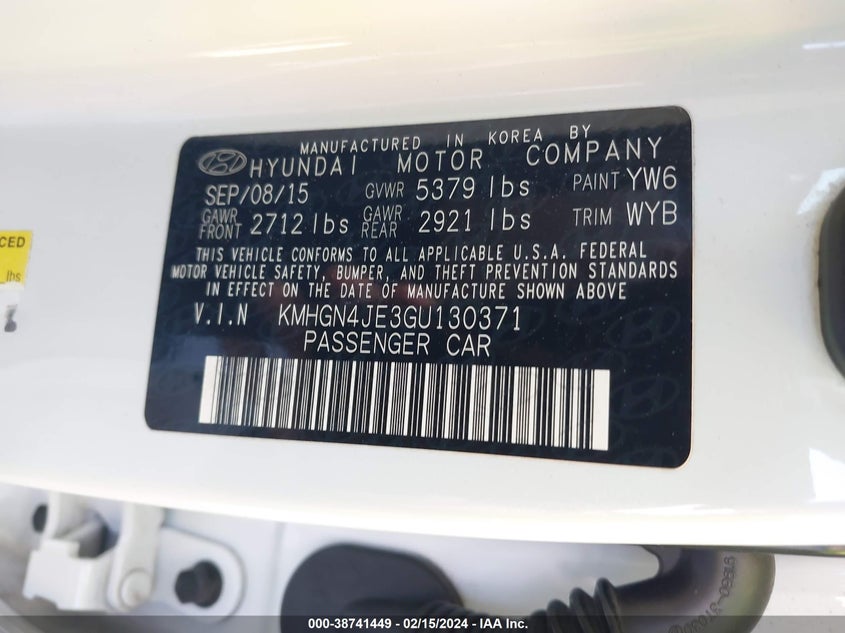 MANUFACTURED IN KOREA BY
HYUNDAI MOTOR COMPANY
SEP/08/15 GVWR 5379 lbs PAINT YW6
GAWR FRONT 2712 lbs GAWR REAR 2921 lbs TRIM WYB
THIS VEHICLE CONFORMS TO ALL APPLICABLE U.S.A. FEDERAL
MOTOR VEHICLE SAFETY, BUMPER, AND THEFT PREVENTION STANDARDS
IN EFFECT ON THE DATE OF MANUFACTURE SHOWN ABOVE
V.I.N KMHGN4JE3GU130371
PASSENGER CAR
CED
lbs
000-38741449 - 02/15/2024 - IAA Inc.